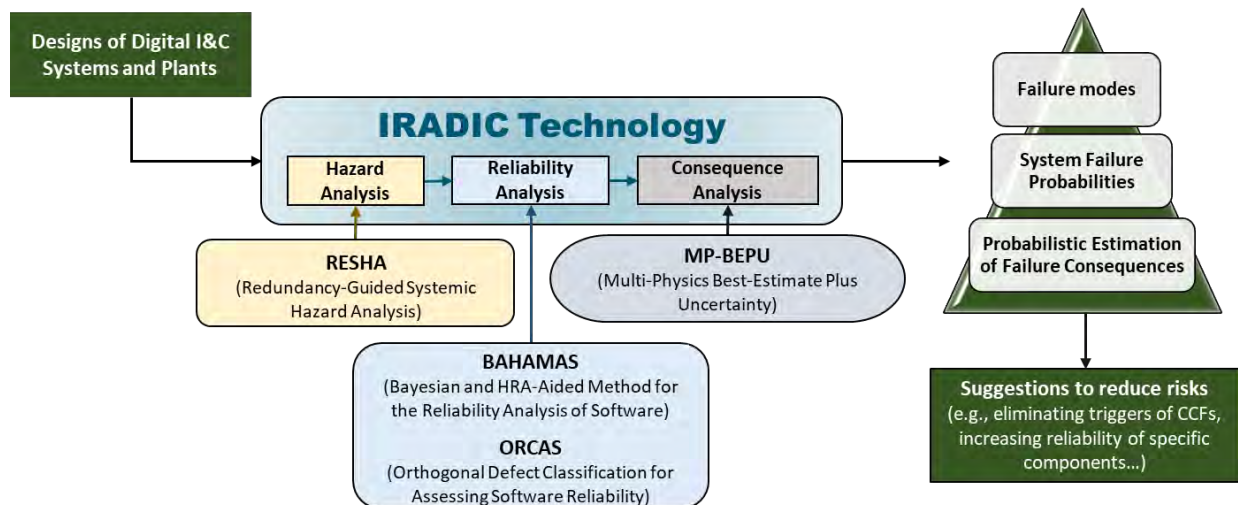 Designs of Digital I&C
Systems and Plants
IRADIC Technology
Hazard
Analysis
Reliability
Analysis
Consequence
Analysis
RESHA
(Redundancy-Guided Systemic
Hazard Analysis)
MP-BEPU
(Multi-Physics Best-Estimate Plus
Uncertainty)
BAHAMAS
(Bayesian and HRA-Aided Method for
the Reliability Analysis of Software)
ORCAS
(Orthogonal Defect Classification for
Assessing Software Reliability)
Failure modes
System Failure
Probabilities
Probabilistic Estimation
of Failure Consequences
Suggestions to reduce risks
(e.g., eliminating triggers of CCFs,
increasing reliability of specific
components...)